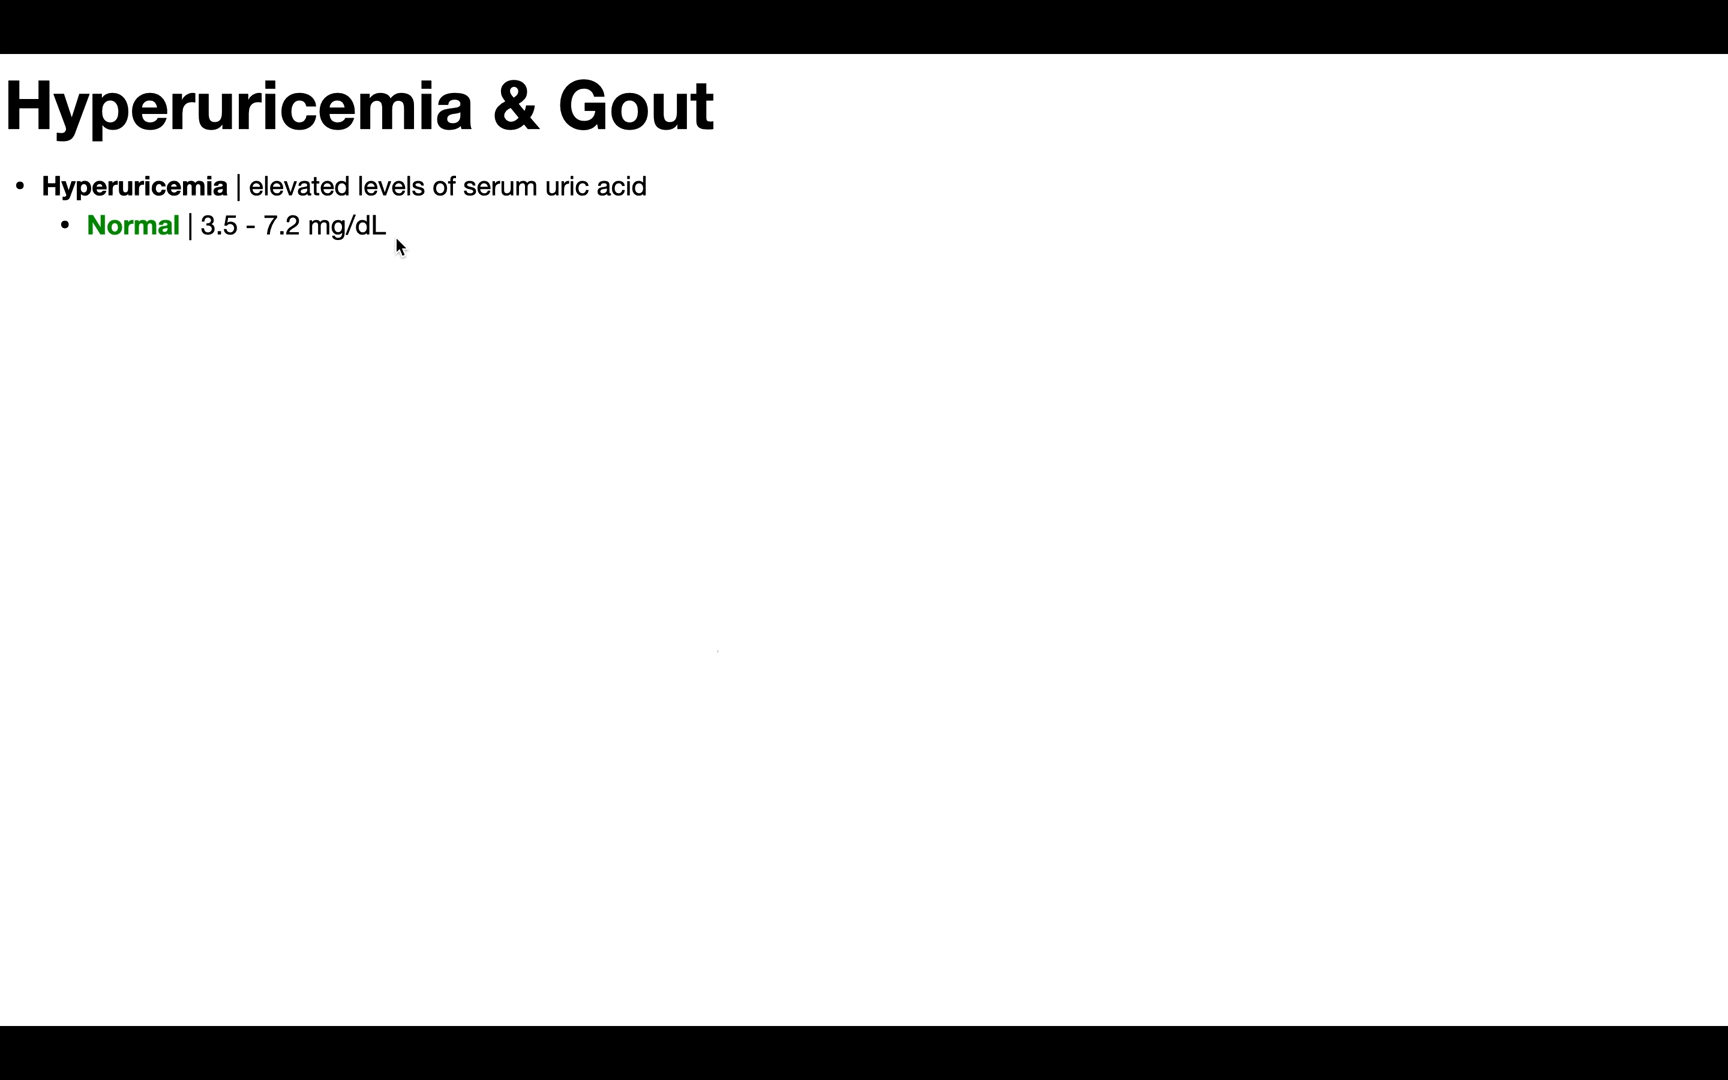 Hyperuricemia & Gout
• Hyperuricemia | elevated levels of serum uric acid
• Normal | 3.5 - 7.2 mg/dL